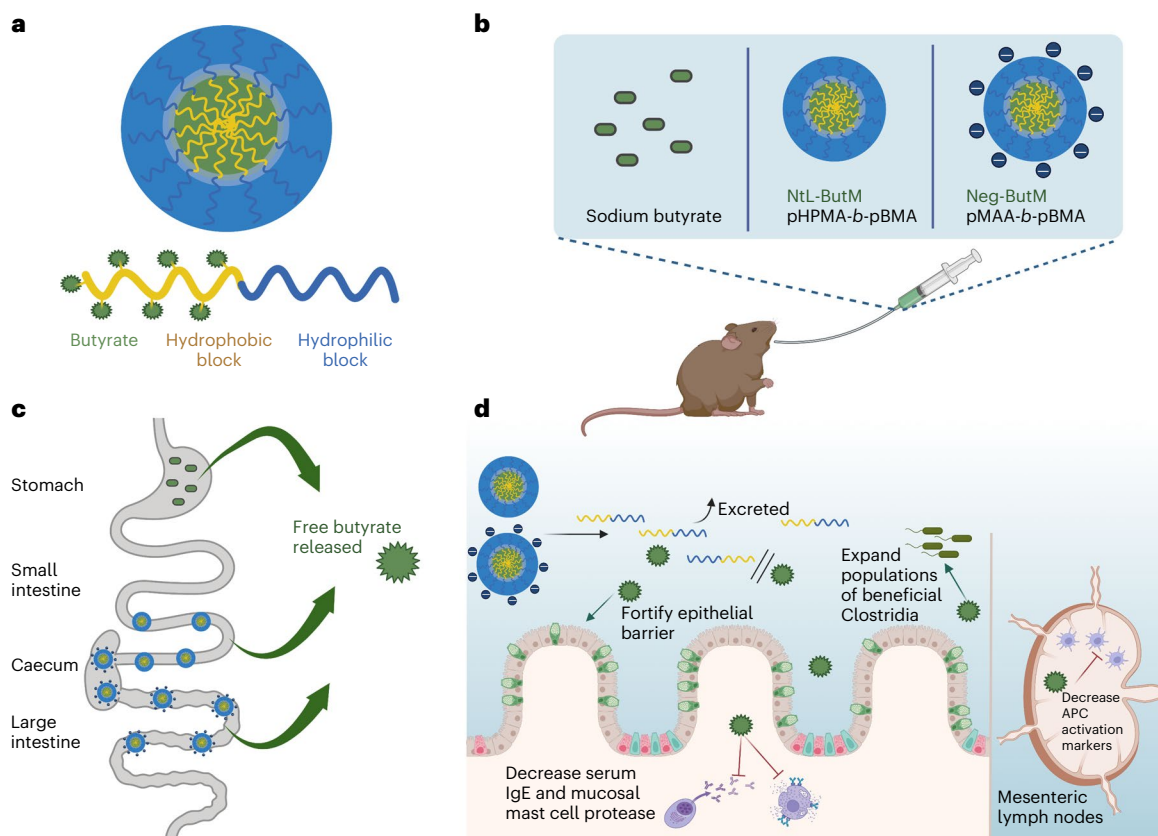 a
Butyrate
Hydrophobic
block
Hydrophilic
block
b
Sodium butyrate
NtL-ButM
pHPMA-b-pBMA
Neg-ButM
pMAA-b-pBMA
c
Stomach
Small
intestine
Caecum
Large
intestine
Free butyrate
released
d
Excreted
Fortify epithelial
barrier
Expand
populations
of beneficial
Clostridia
Decrease serum
IgE and mucosal
mast cell protease
Decrease
APC
activation
markers
Mesenteric
lymph nodes